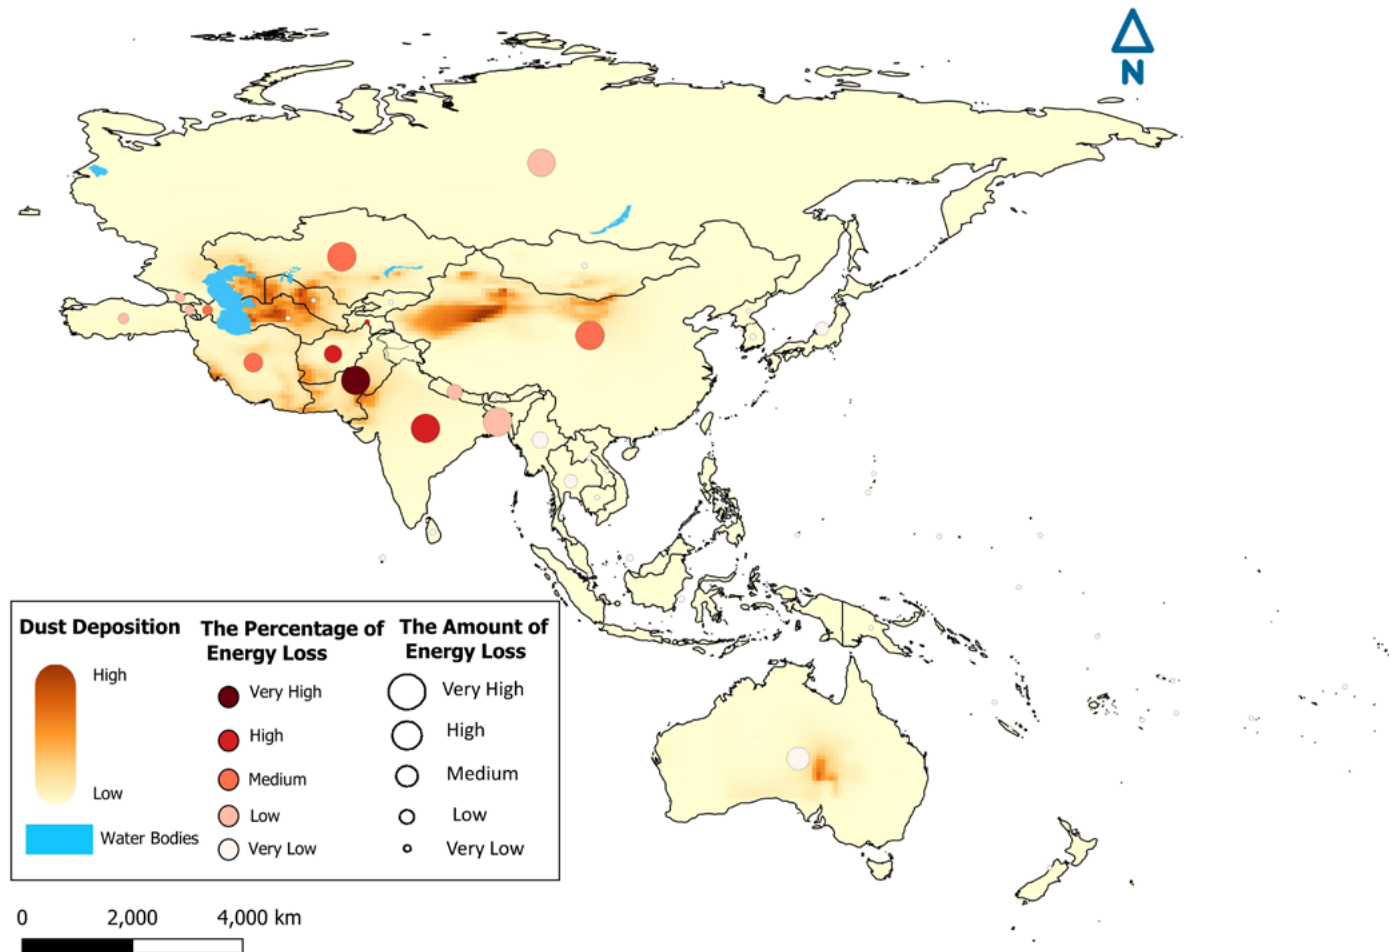 N
Dust Deposition
High
Low
Water Bodies
The Percentage of
Energy Loss
Very High
High
Medium
Low
Very Low
The Amount of
Energy Loss
Very High
High
Medium
Low
Very Low
0 2,000 4,000 km